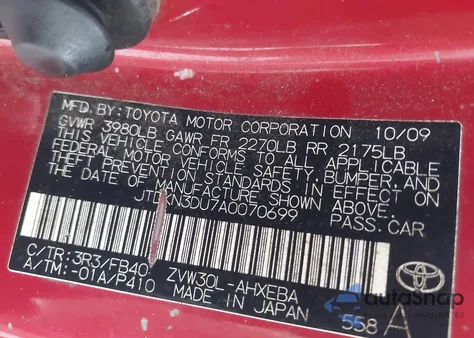 MFD. BY: TOYOTA MOTOR CORPORATION 10/09
GVWR 3980LB GAWR FR 2270LB RR 2175LB
THIS VEHICLE CONFORMS TO ALL APPLICABLE
FEDERAL MOTOR VEHICLE SAFETY, BUMPER, AND
THEFT PREVENTION STANDARDS IN EFFECT ON
THE DATE OF MANUFACTURE SHOWN ABOVE.
JTDKN3DU7A0070699 PASS. CAR
C/TR: 3R3/FB40 ZVW30L-AHXEBA
A/TM: -01A/P410 MADE IN JAPAN
558 A
TOYOTA
autoSnap